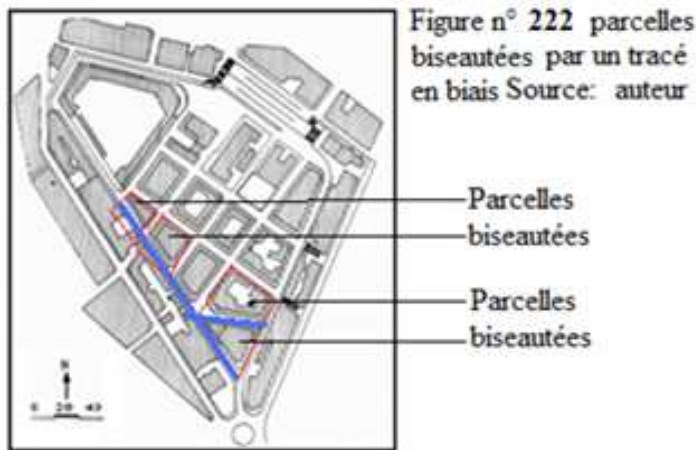 Figure n° 222 parcelles
biseautées par un tracé
en biais Source: auteur
Parcelles
biseautées
Parcelles
biseautées
N
0 20 40